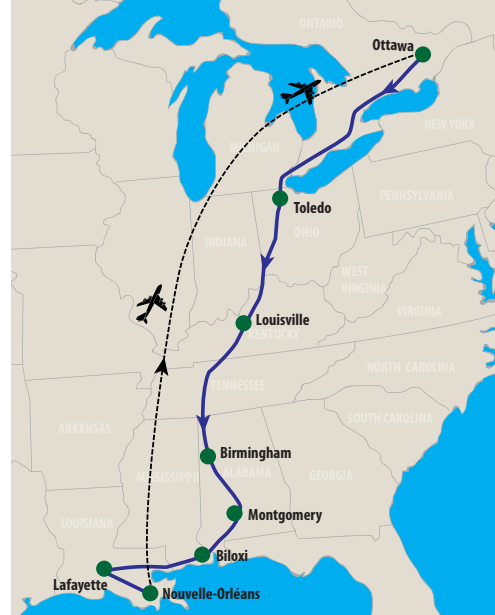 ONTARIO
Ottawa
NEW YORK
MICHIGAN
PENNSYLVANIA
Toledo
OHIO
INDIANA
WEST
VIRGINIA
VIRGINIA
Louisville
KENTUCKY
NORTH CAROLINA
TENNESSEE
SOUTH CAROLINA
ARKANSAS
Birmingham
MISSISSIPPI
ALABAMA
GEORGIA
Montgomery
LOUISIANA
Biloxi
Lafayette
Nouvelle-Orléans